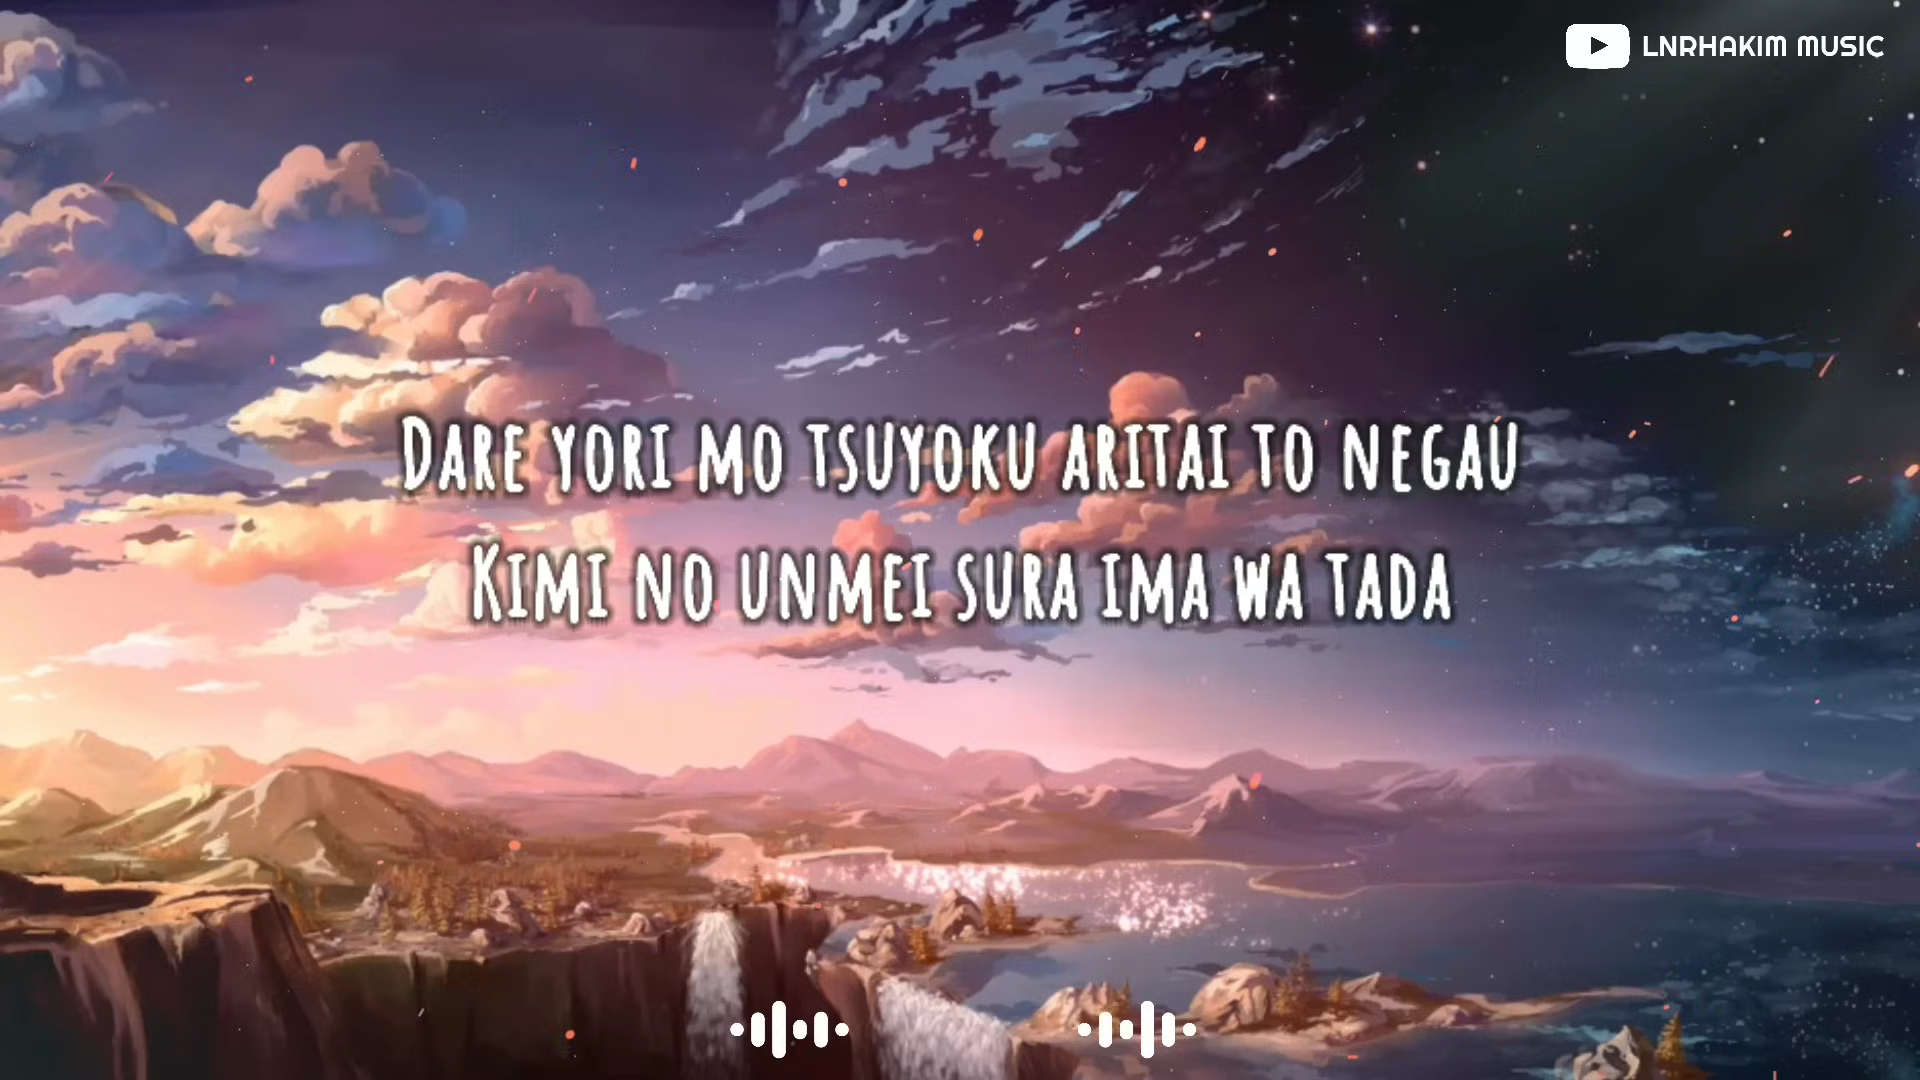 LNRHAKIM MUSIC
Dare yori mo tsuyoku aritai to negau
Kimi no unmei sura ima wa tada